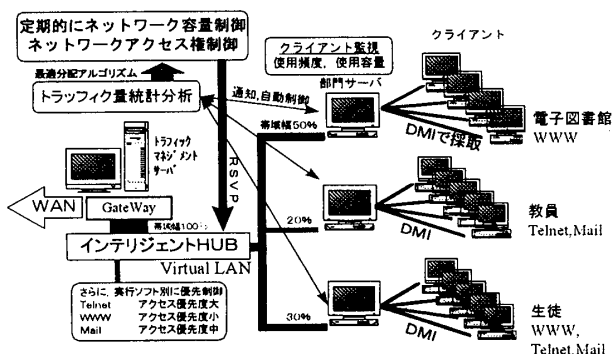 定期的にネットワーク容量制御
ネットワークアクセス権制御
最適分配アルゴリズム
トラッフィク量統計分析
通知,自動制御
クライアント監視
使用頻度, 使用容量
部門サーバ
クライアント
帯域幅50%
DMIで採取
電子図書館
WWW
トラフィック
マネジメント
サーバ
RSVP
WAN
GateWay
帯域幅100%
インテリジェントHUB
Virtual LAN
20%
DMI
教員
Telnet,Mail
さらに, 実行ソフト別に優先制御
Telnet アクセス優先度大
WWW アクセス優先度小
Mail アクセス優先度中
30%
DMI
生徒
WWW,
Telnet,Mail